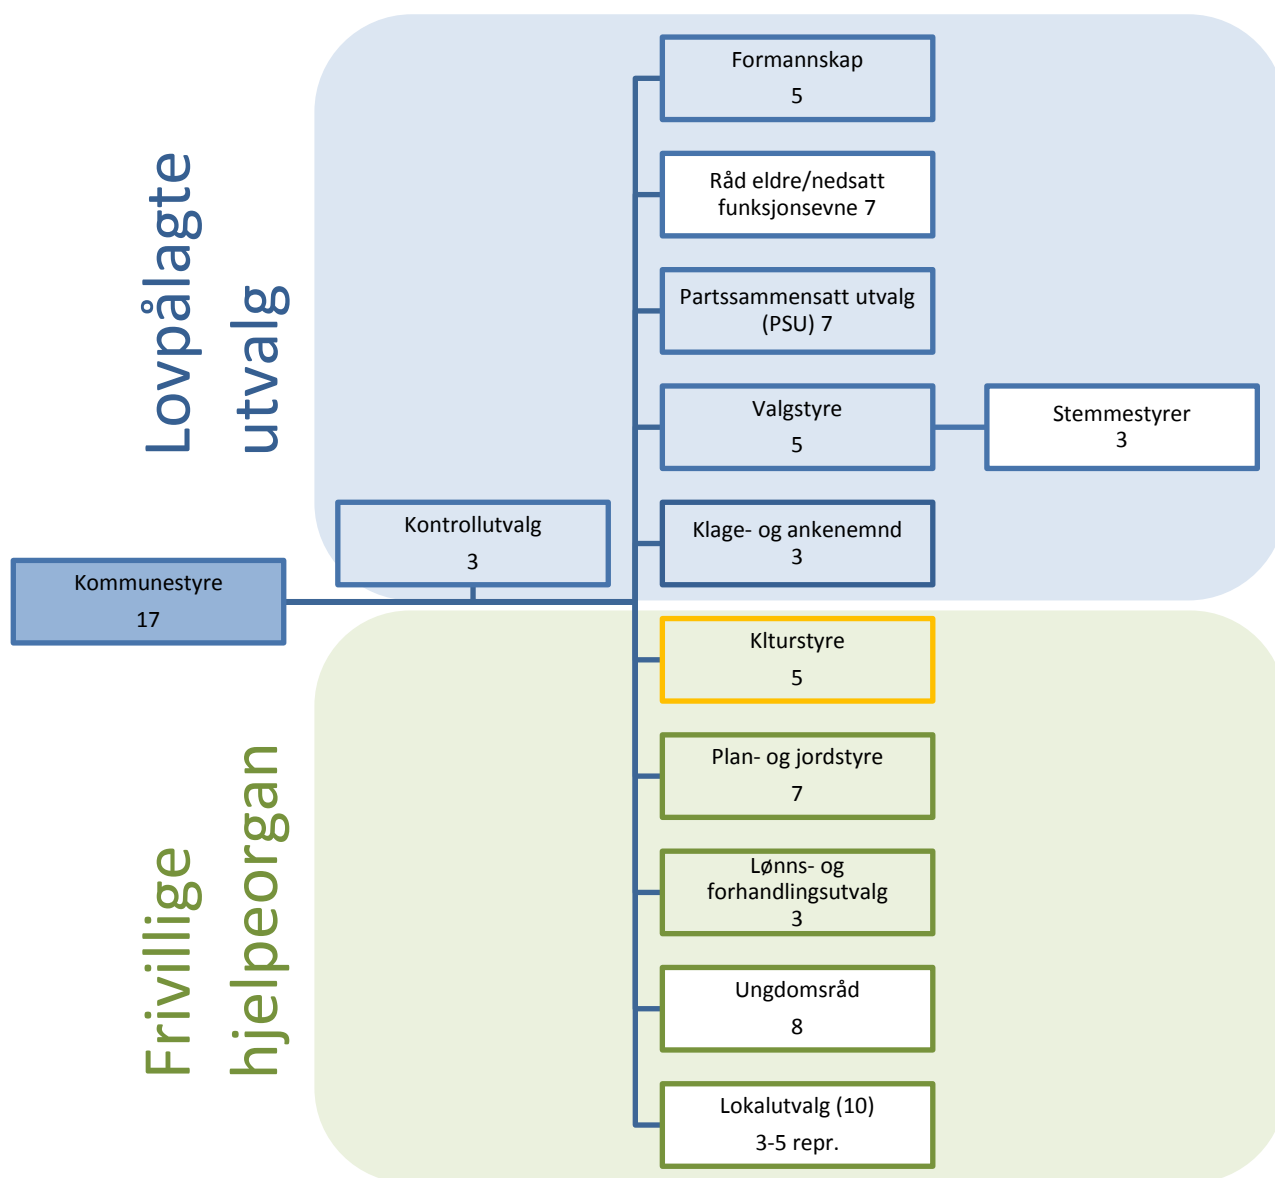 Lovpålagte
utvalg
Formannskap
5
Råd eldre/nedsatt
funksjonsevne 7
Partssammensatt utvalg
(PSU) 7
Valgstyre
5
Stemmestyrer
3
Klage- og ankenemnd
3
Kontrollutvalg
3
Kommunestyre
17
Frivillige
hjelpeorgan
Klturstyre
5
Plan- og jordstyre
7
Lønns- og
forhandlingsutvalg
3
Ungdomsråd
8
Lokalutvalg (10)
3-5 repr.